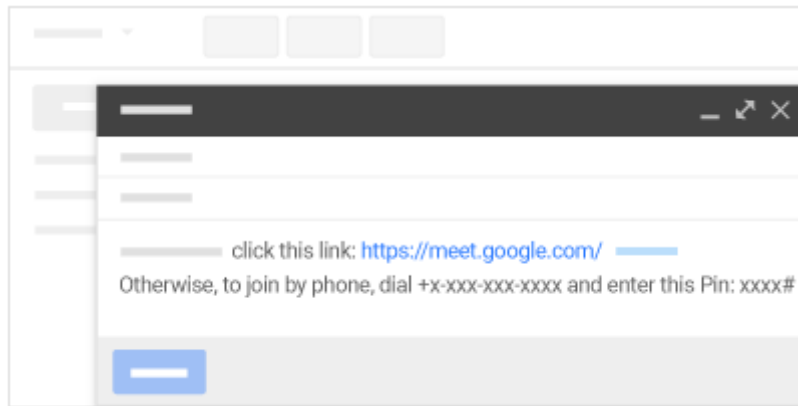 click this link: https://meet.google.com/
Otherwise, to join by phone, dial +x-xxx-xxx-xxxx and enter this Pin: xxxx#